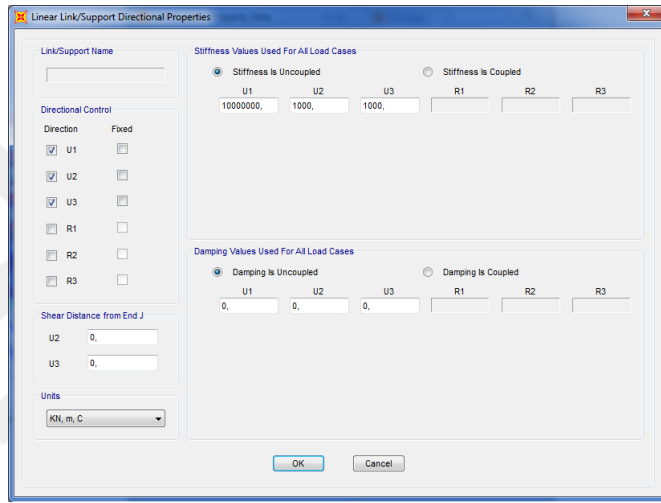 Linear Link/Support Directional Properties
Link/Support Name
Directional Control
Direction Fixed
U1
U2
U3
R1
R2
R3
Shear Distance from End J
U2 0,
U3 0,
Units
KN, m, C
Stiffness Values Used For All Load Cases
Stiffness Is Uncoupled Stiffness Is Coupled
U1 U2 U3 R1 R2 R3
10000000, 1000, 1000,
Damping Values Used For All Load Cases
Damping Is Uncoupled Damping Is Coupled
U1 U2 U3 R1 R2 R3
0, 0, 0,
OK Cancel